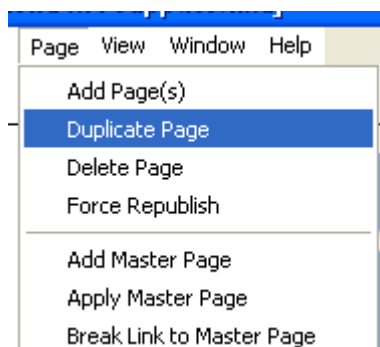 Page View Window Help
Add Page(s)
Duplicate Page
Delete Page
Force Republish
Add Master Page
Apply Master Page
Break Link to Master Page